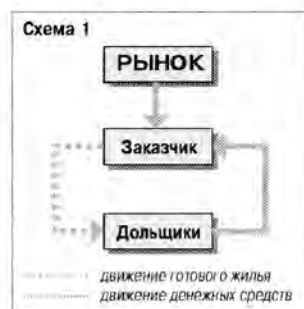 Схема 1
РЫНОК
Заказчик
Дольщики
движение готового жилья
движение денежных средств